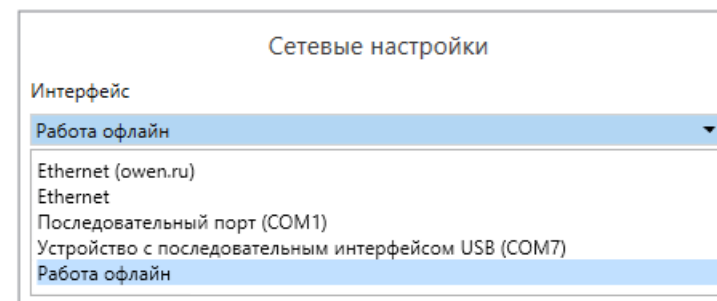 Сетевые настройки
Интерфейс
Работа офлайн
Ethernet (owen.ru)
Ethernet
Последовательный порт (COM1)
Устройство с последовательным интерфейсом USB (COM7)
Работа офлайн